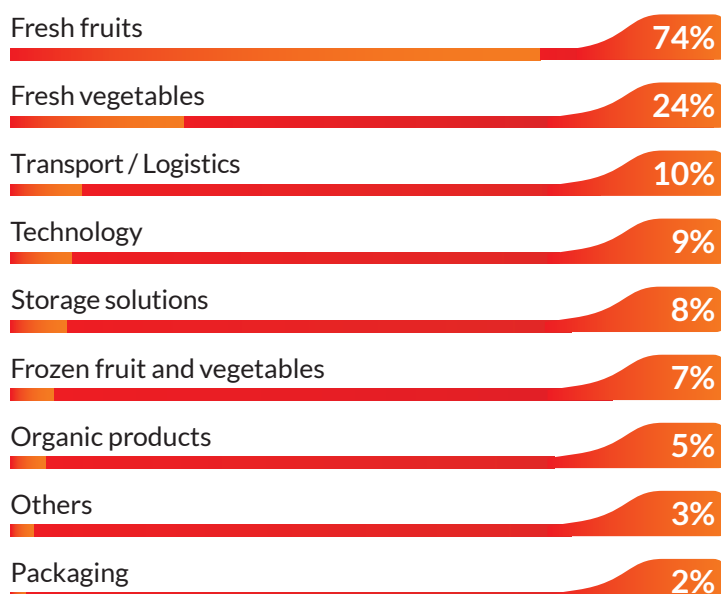 Fresh fruits 74%
Fresh vegetables 24%
Transport / Logistics 10%
Technology 9%
Storage solutions 8%
Frozen fruit and vegetables 7%
Organic products 5%
Others 3%
Packaging 2%